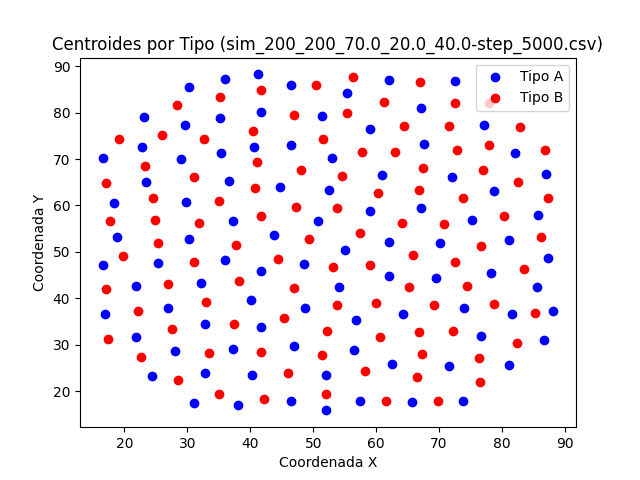 Centroides por Tipo (sim_200_200_70.0_20.0_40.0-step_5000.csv)
Tipo A
Tipo B
Coordenada Y
90
80
70
60
50
40
30
20
20 30 40 50 60 70 80 90
Coordenada X